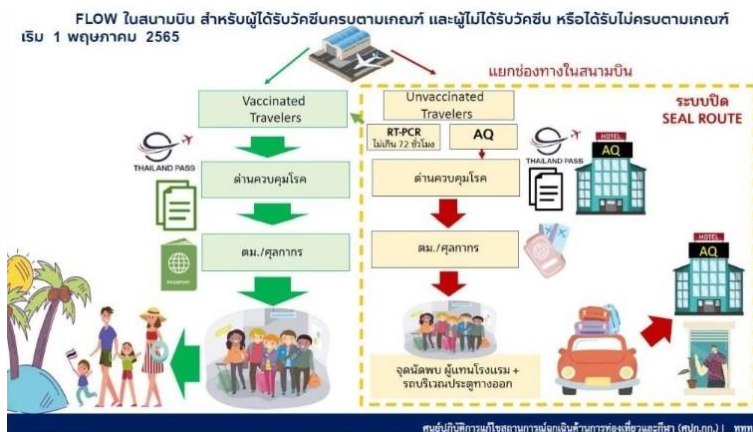 FLOW ในสนามบิน สำหรับผู้ได้รับวัคซีนครบตามเกณฑ์ และผู้ไม่ได้รับวัคซีน หรือได้รับไม่ครบตามเกณฑ์
เริ่ม 1 พฤษภาคม 2565
แยกช่องทางในสนามบิน
Vaccinated
Travelers
Unvaccinated
Travelers
ระบบปิด
SEAL ROUTE
RT-PCR
ไม่เกิน 72 ชั่วโมง
AQ
THAILAND PASS
THAILAND PASS
HOTEL
AQ
ด่านควบคุมโรค
ด่านควบคุมโรค
ตม./ศุลกากร
ตม./ศุลกากร
PASSPORT
HOTEL
AQ
จุดนัดพบ ผู้แทนโรงแรม +
รถบริเวณประตูทางออก
ศูนย์ปฏิบัติการแก้ไขสถานการณ์ฉุกเฉินด้านการท่องเที่ยวและกีฬา (ศปก.กก.) |